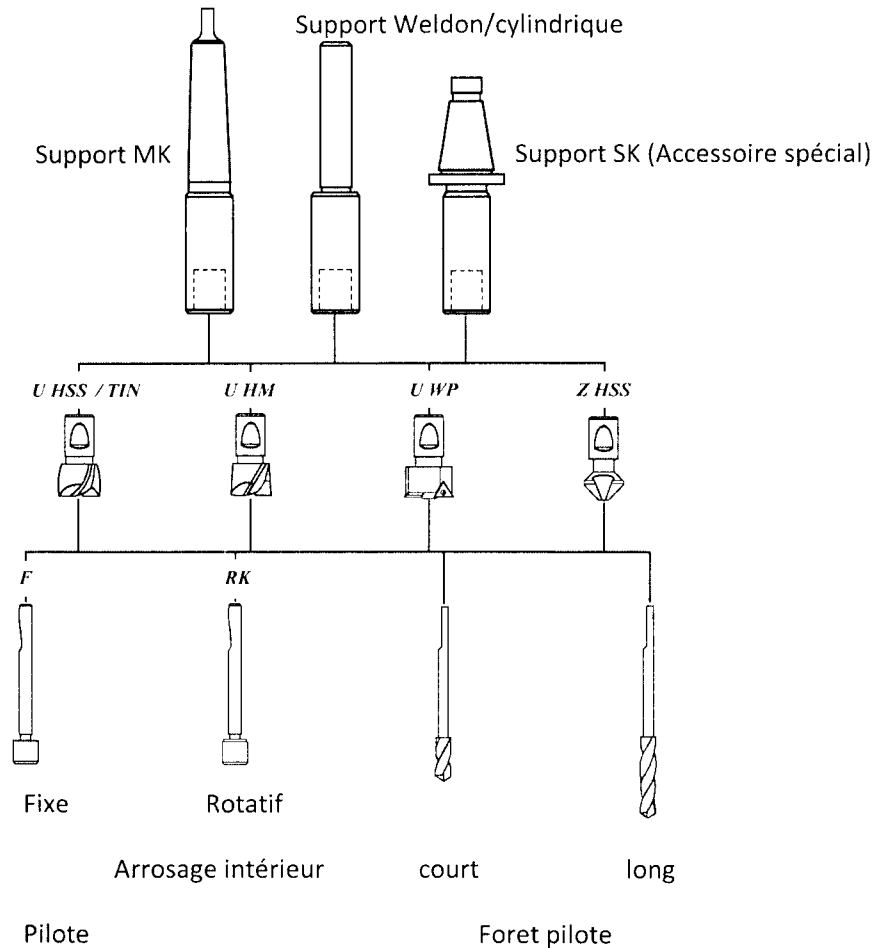 Support Weldon/cylindrique
Support MK
Support SK (Accessoire spécial)
U HSS / TIN
U HM
U WP
Z HSS
F
RK
Fixe
Rotatif
Arrosage intérieur
court
long
Pilote
Foret pilote